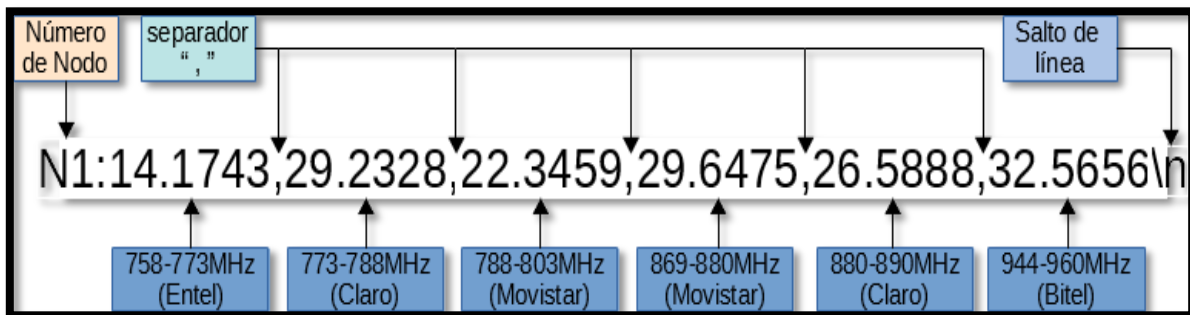 Número
de Nodo
separador
“ , ”
Salto de
línea
N1:14.1743,29.2328,22.3459,29.6475,26.5888,32.5656\n
758-773MHz
(Entel)
773-788MHz
(Claro)
788-803MHz
(Movistar)
869-880MHz
(Movistar)
880-890MHz
(Claro)
944-960MHz
(Bitel)